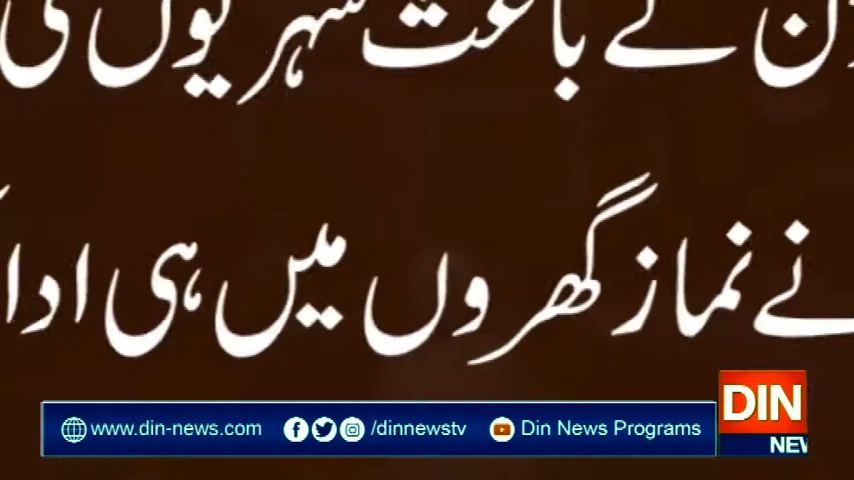 کے باعث شہریوں کی
نے نماز گھروں میں ہی ادا
www.din-news.com /dinnewstv Din News Programs
DIN
NEW